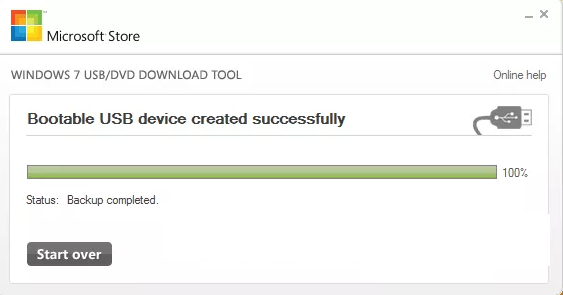 Microsoft Store
WINDOWS 7 USB/DVD DOWNLOAD TOOL Online help
Bootable USB device created successfully
100%
Status: Backup completed.
Start over